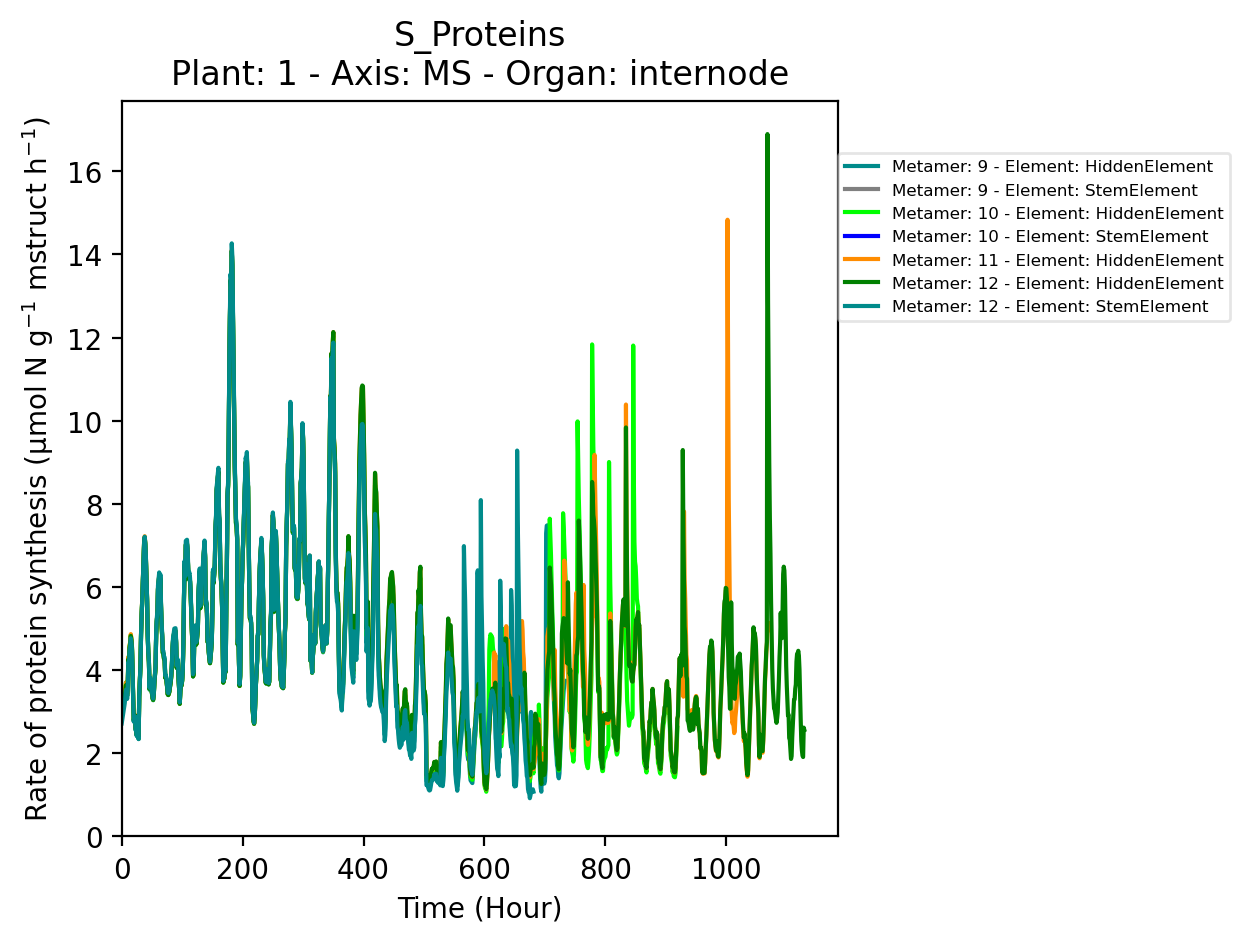 S_Proteins
Plant: 1 - Axis: MS - Organ: internode
Rate of protein synthesis (µmol N g⁻¹ mstruct h⁻¹)
16
14
12
10
8
6
4
2
0
0 200 400 600 800 1000
Time (Hour)
Metamer: 9 - Element: HiddenElement
Metamer: 9 - Element: StemElement
Metamer: 10 - Element: HiddenElement
Metamer: 10 - Element: StemElement
Metamer: 11 - Element: HiddenElement
Metamer: 12 - Element: HiddenElement
Metamer: 12 - Element: StemElement